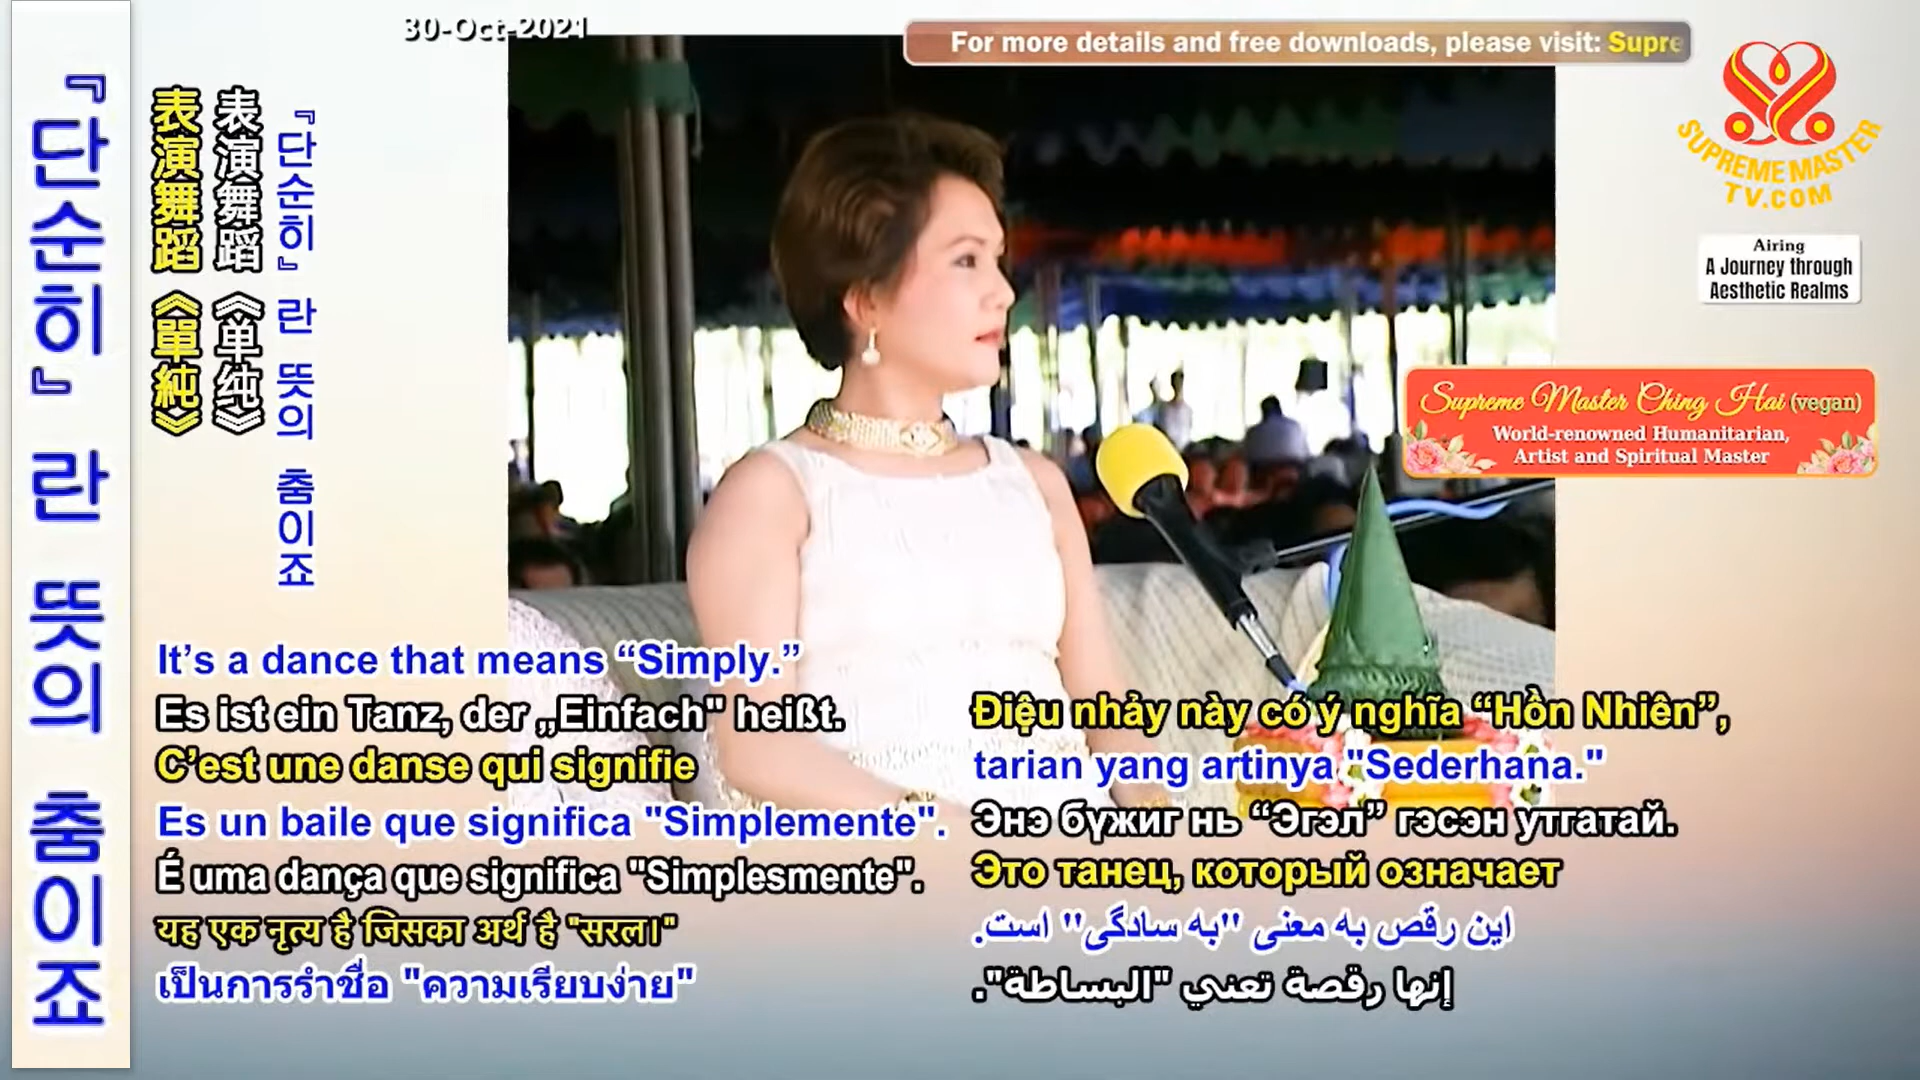 30-Oct-2021
For more details and free downloads, please visit: Supre
SUPREME MASTER
TV.COM
Airing
A Journey through
Aesthetic Realms
Supreme Master Ching Hai (vegan)
World-renowned Humanitarian,
Artist and Spiritual Master
『단순히』란 뜻의 춤이죠
表演舞蹈《單純》
表演舞蹈《单纯》
『단순히』란 뜻의 춤이죠
It’s a dance that means “Simply.”
Es ist ein Tanz, der „Einfach" heißt.
C’est une danse qui signifie
Es un baile que significa "Simplemente".
É uma dança que significa "Simplesmente".
यह एक नृत्य है जिसका अर्थ है "सरल।"
เป็นการรำชื่อ "ความเรียบง่าย"
Điệu nhảy này có ý nghĩa “Hồn Nhiên”,
tarian yang artinya "Sederhana."
Энэ бүжиг нь “Эгэл” гэсэн утгатай.
Это танец, который означает
این رقص به معنی "به سادگی" است.
إنها رقصة تعني "البساطة".